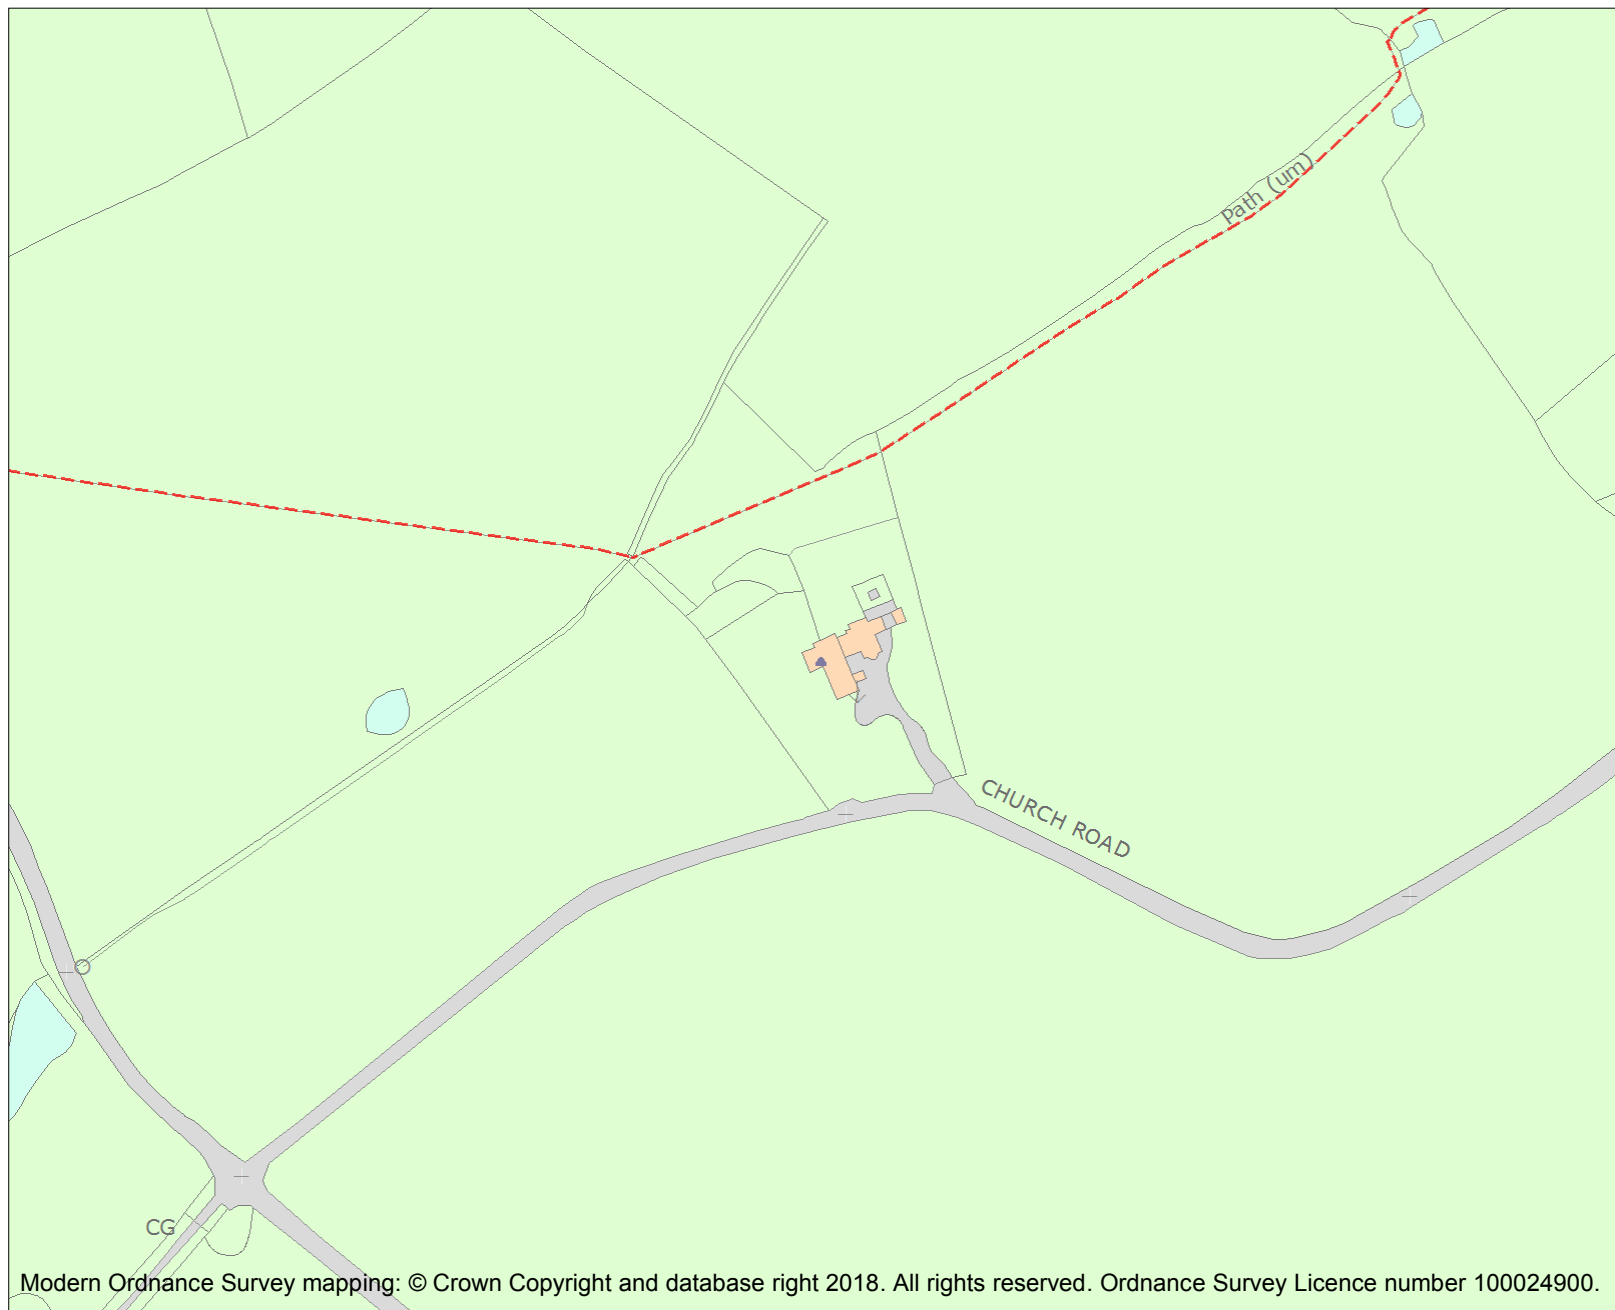 Path (um)
CHURCH ROAD
CG
Modern Ordnance Survey mapping: © Crown Copyright and database right 2018. All rights reserved. Ordnance Survey Licence number 100024900.